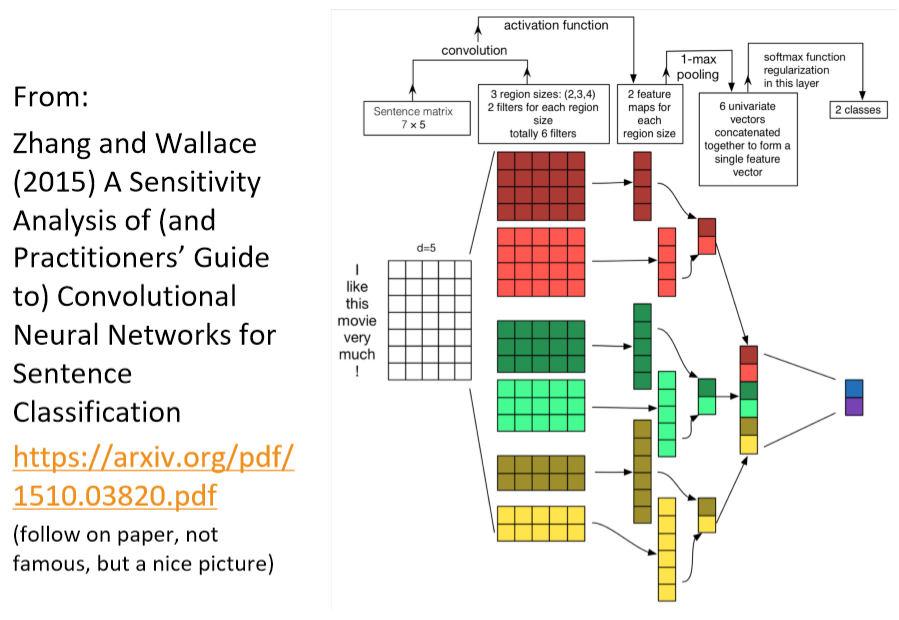 From:
Zhang and Wallace
(2015) A Sensitivity
Analysis of (and
Practitioners’ Guide
to) Convolutional
Neural Networks for
Sentence
Classification
https://arxiv.org/pdf/
1510.03820.pdf
(follow on paper, not
famous, but a nice picture)
activation function
convolution
1-max
pooling
softmax function
regularization
in this layer
Sentence matrix
7 × 5
3 region sizes: (2,3,4)
2 filters for each region
size
totally 6 filters
2 feature
maps for
each
region size
6 univariate
vectors
concatenated
together to form a
single feature
vector
2 classes
d=5
I
like
this
movie
very
much
!